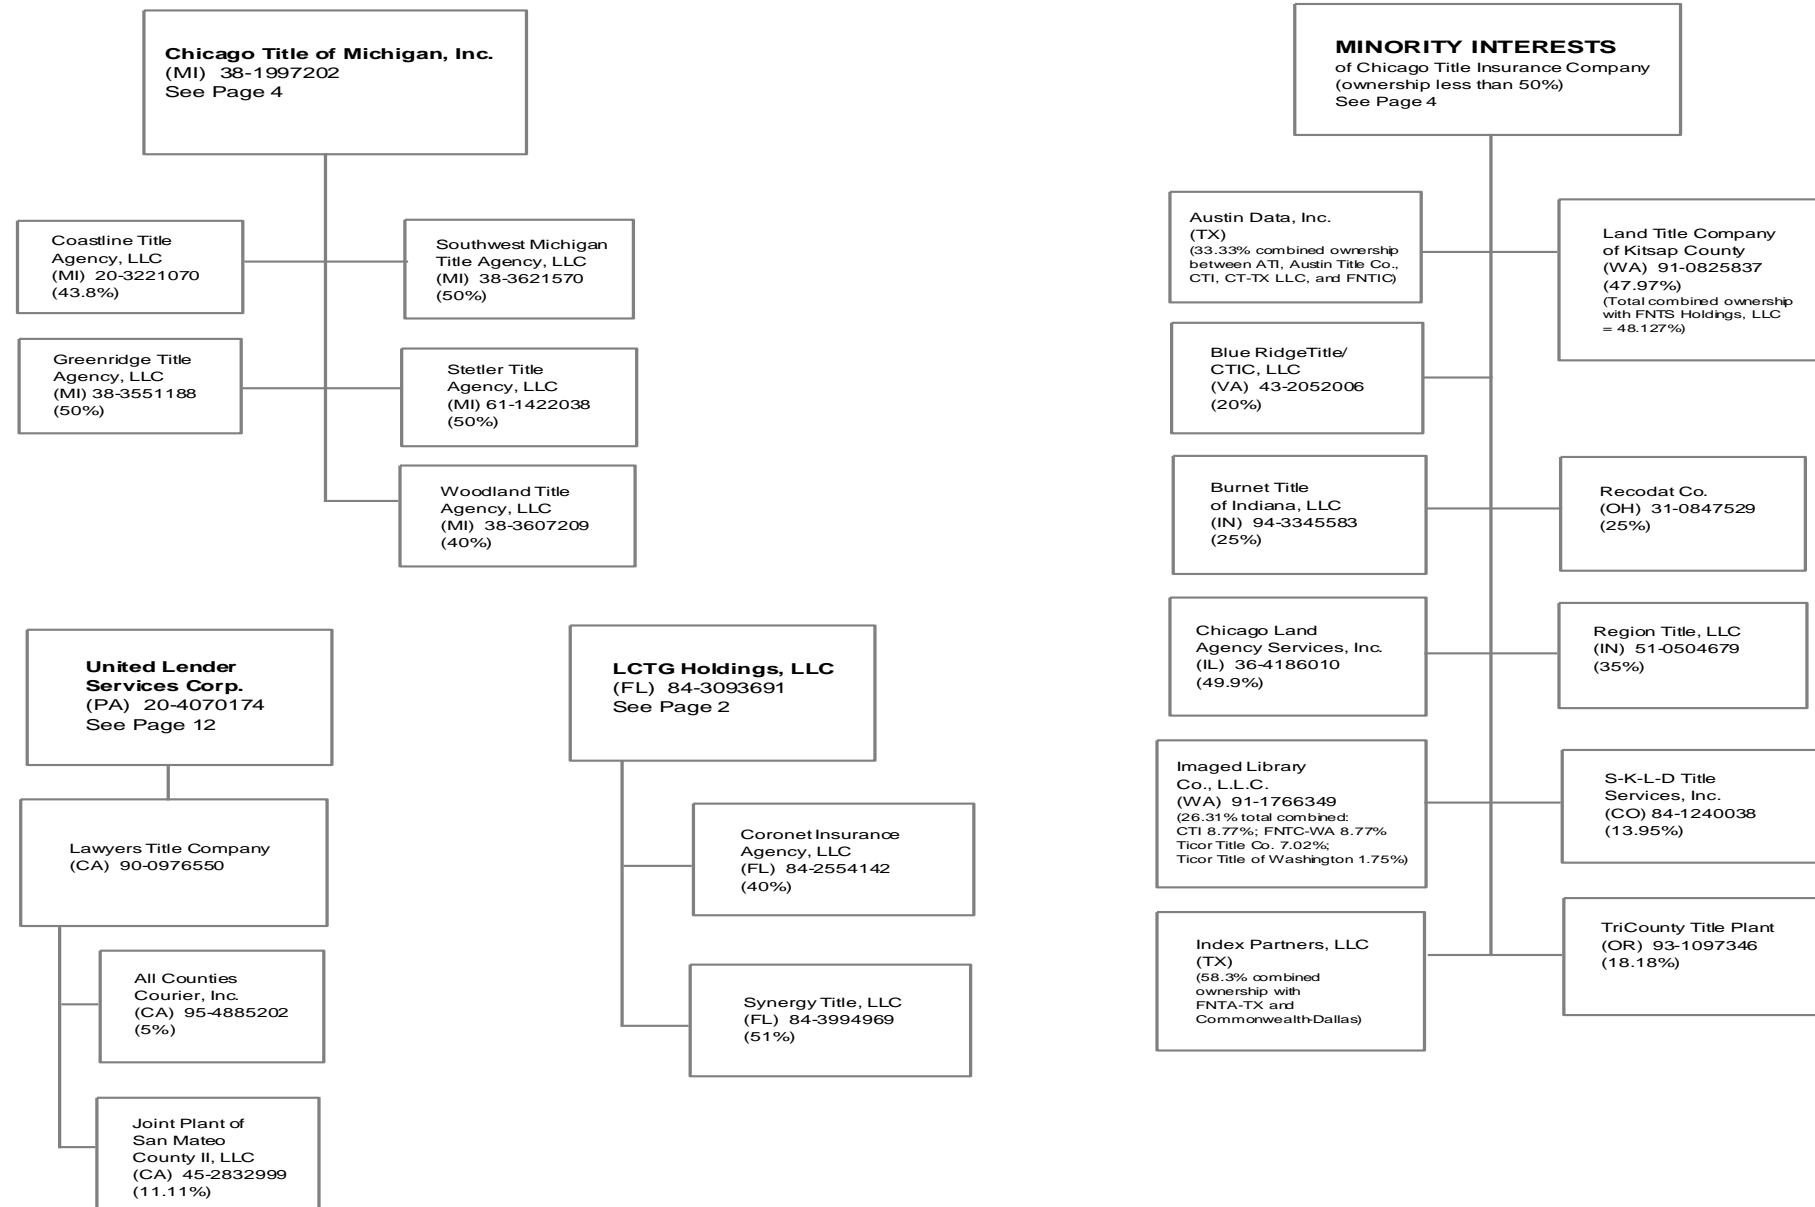 Chicago Title of Michigan, Inc.
(MI) 38-1997202
See Page 4
Coastline Title
Agency, LLC
(MI) 20-3221070
(43.8%)
Southwest Michigan
Title Agency, LLC
(MI) 38-3621570
(50%)
Greenridge Title
Agency, LLC
(MI) 38-3551188
(50%)
Stetler Title
Agency, LLC
(MI) 61-1422038
(50%)
Woodland Title
Agency, LLC
(MI) 38-3607209
(40%)
United Lender
Services Corp.
(PA) 20-4070174
See Page 12
Lawyers Title Company
(CA) 90-0976550
All Counties
Courier, Inc.
(CA) 95-4885202
(5%)
Joint Plant of
San Mateo
County II, LLC
(CA) 45-2832999
(11.11%)
LCTG Holdings, LLC
(FL) 84-3093691
See Page 2
Coronet Insurance
Agency, LLC
(FL) 84-2554142
(40%)
Synergy Title, LLC
(FL) 84-3994969
(51%)
MINORITY INTERESTS
of Chicago Title Insurance Company
(ownership less than 50%)
See Page 4
Austin Data, Inc.
(TX)
(33.33% combined ownership
between ATI, Austin Title Co.,
CTI, CT-TX LLC, and FNTIC)
Land Title Company
of Kitsap County
(WA) 91-0825837
(47.97%)
(Total combined ownership
with FNTS Holdings, LLC
= 48.127%)
Blue RidgeTitle/
CTIC, LLC
(VA) 43-2052006
(20%)
Burnet Title
of Indiana, LLC
(IN) 94-3345583
(25%)
Recodat Co.
(OH) 31-0847529
(25%)
Chicago Land
Agency Services, Inc.
(IL) 36-4186010
(49.9%)
Region Title, LLC
(IN) 51-0504679
(35%)
Imaged Library
Co., L.L.C.
(WA) 91-1766349
(26.31% total combined:
CTI 8.77%; FNTC-WA 8.77%
Ticor Title Co. 7.02%;
Ticor Title of Washington 1.75%)
S-K-L-D Title
Services, Inc.
(CO) 84-1240038
(13.95%)
Index Partners, LLC
(TX)
(58.3% combined
ownership with
FNTA-TX and
Commonwealth-Dallas)
TriCounty Title Plant
(OR) 93-1097346
(18.18%)